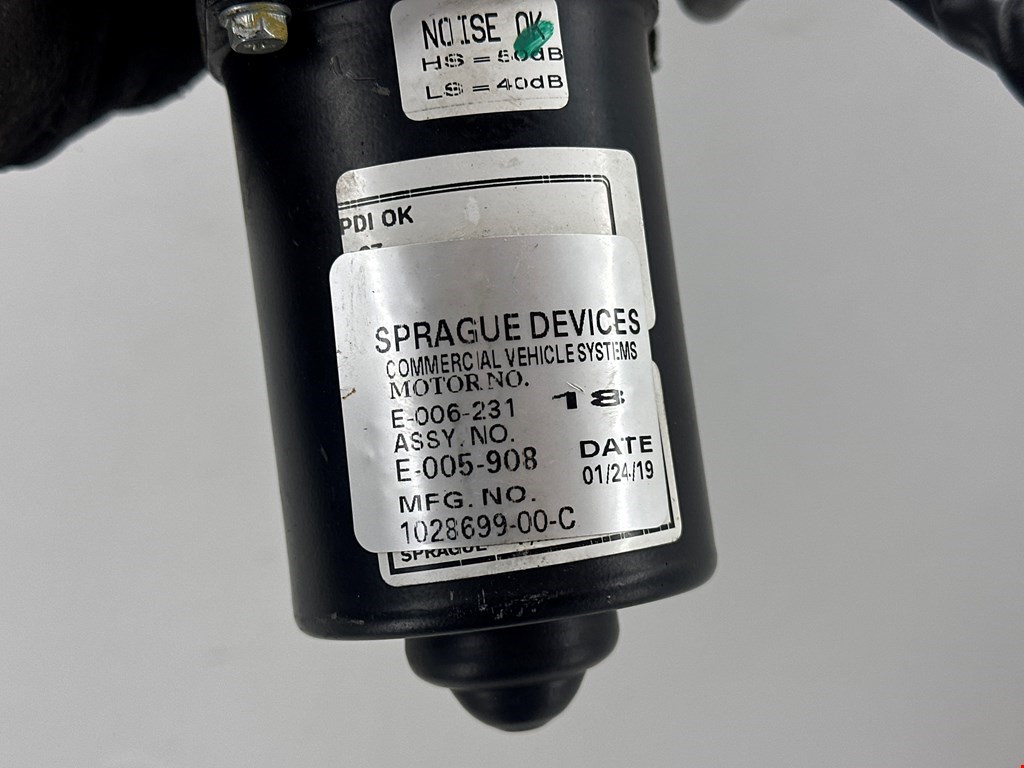 NOISE OK
HS = 50dB
LS = 40dB
PDI OK
SPRAGUE DEVICES
COMMERCIAL VEHICLE SYSTEMS
MOTOR NO.
E-006-231 18
ASSY. NO.
E-005-908
DATE
01/24/19
MFG. NO.
1028699-00-C
SPRAGUE